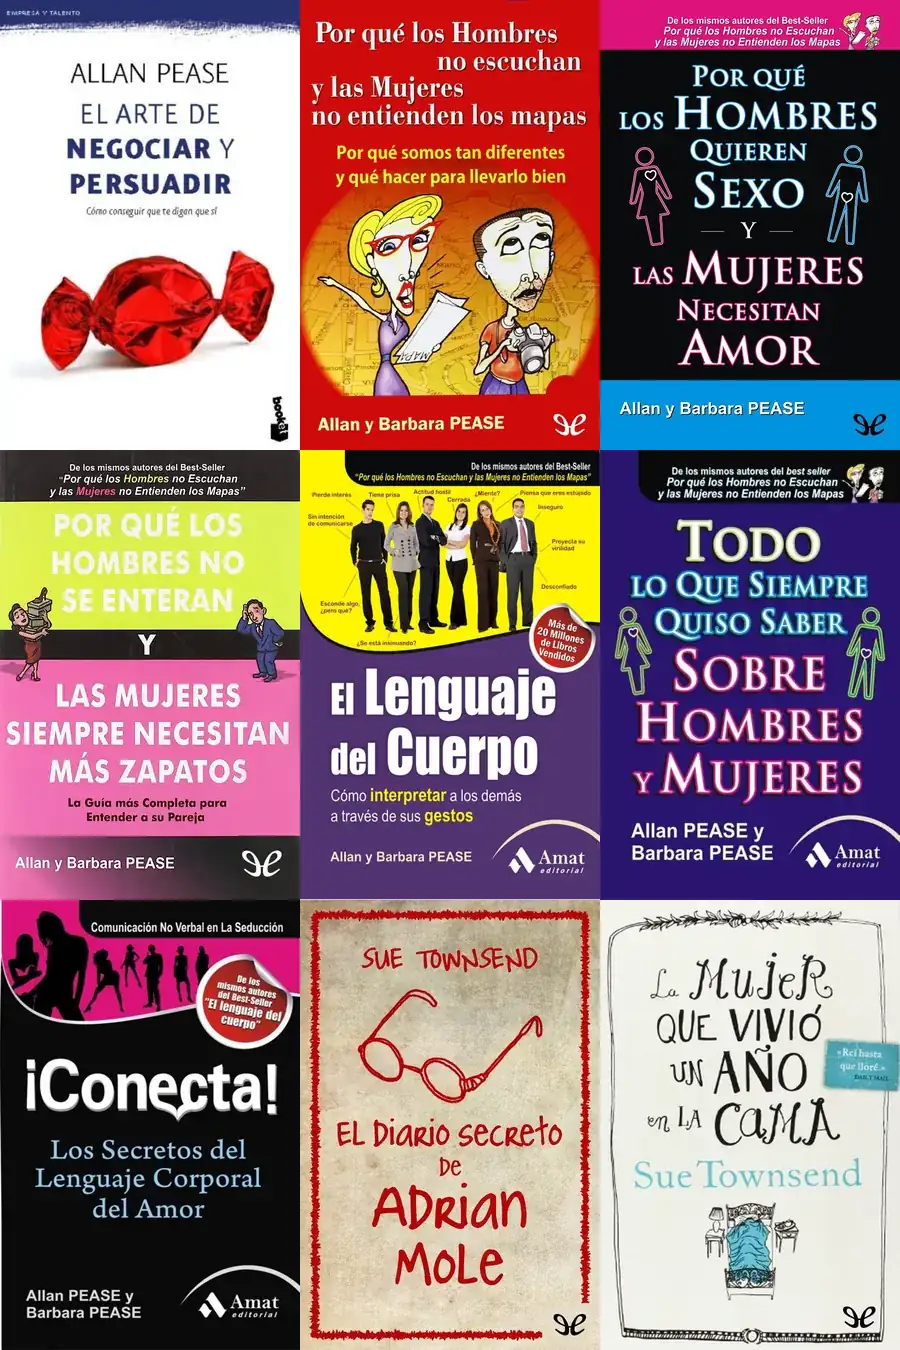 EMPRESA Y TALENTO
ALLAN PEASE
EL ARTE DE
NEGOCIAR Y
PERSUADIR
Cómo conseguir que te digan que sí
booket
Por qué los Hombres
no escuchan
y las Mujeres
no entienden los mapas
Por qué somos tan diferentes
y qué hacer para llevarlo bien
MAPA
Allan y Barbara PEASE
De los mismos autores del Best-Seller
Por qué los Hombres no Escuchan
y las Mujeres no Entienden los Mapas
POR QUÉ
LOS HOMBRES
QUIEREN
SEXO
Y
LAS MUJERES
NECESITAN
AMOR
Allan y Barbara PEASE
De los mismos autores del Best-Seller
"Por qué los Hombres no Escuchan
y las Mujeres no Entienden los Mapas"
POR QUÉ LOS
HOMBRES NO
SE ENTERAN
Y
LAS MUJERES
SIEMPRE NECESITAN
MÁS ZAPATOS
La Guía más Completa para
Entender a su Pareja
Allan y Barbara PEASE
De los mismos autores del Best-Seller
"Por qué los Hombres no Escuchan y las Mujeres no Entienden los Mapas"
Pierde interés
Tiene prisa
Actitud hostil
Cerrada
¿Miente?
Piensa que eres estupido
Inseguro
Sin intención
de comunicarse
Proyecta su
virilidad
Desconfiado
Esconde algo,
¿pero qué?
¿Se está insinuando?
Más de
20 Millones
de Libros
Vendidos
El Lenguaje
del Cuerpo
Cómo interpretar a los demás
a través de sus gestos
Allan y Barbara PEASE
Amat
editorial
De los mismos autores del best seller
Por qué los Hombres no Escuchan
y las Mujeres no Entienden los Mapas
TODO
LO QUE SIEMPRE
QUISO SABER
SOBRE
HOMBRES
Y MUJERES
Allan PEASE y
Barbara PEASE
Amat
editorial
Comunicación No Verbal en La Seducción
De los
mismos autores
del Best-Seller
"El lenguaje del
Cuerpo"
¡Conecta!
Los Secretos del
Lenguaje Corporal
del Amor
Allan PEASE y
Barbara PEASE
Amat
editorial
SUE TOWNSEND
EL DIARIO SECRETO
DE
ADRIAN
MOLE
La MUJER
QUE VIVIÓ
UN AÑO
en LA
CAMA
«Reí hasta
que lloré.»
DAILY MAIL
Sue Townsend